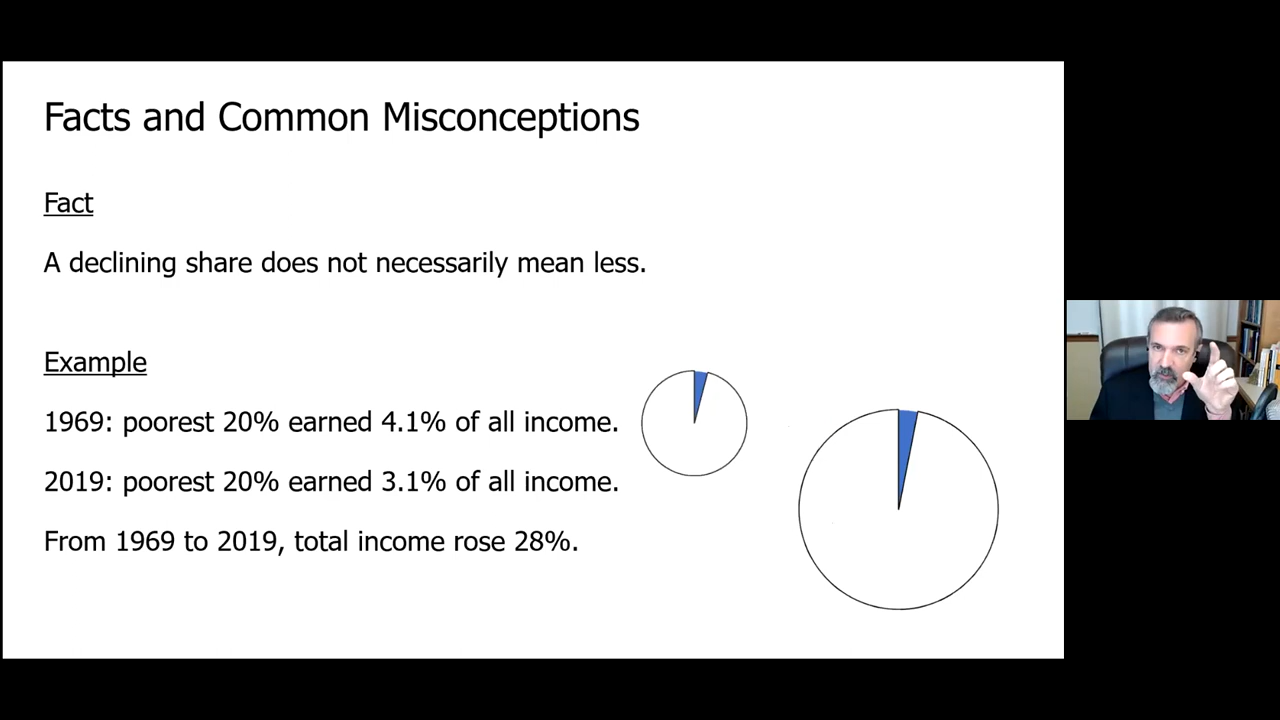 Facts and Common Misconceptions
Fact
A declining share does not necessarily mean less.
Example
1969: poorest 20% earned 4.1% of all income.
2019: poorest 20% earned 3.1% of all income.
From 1969 to 2019, total income rose 28%.